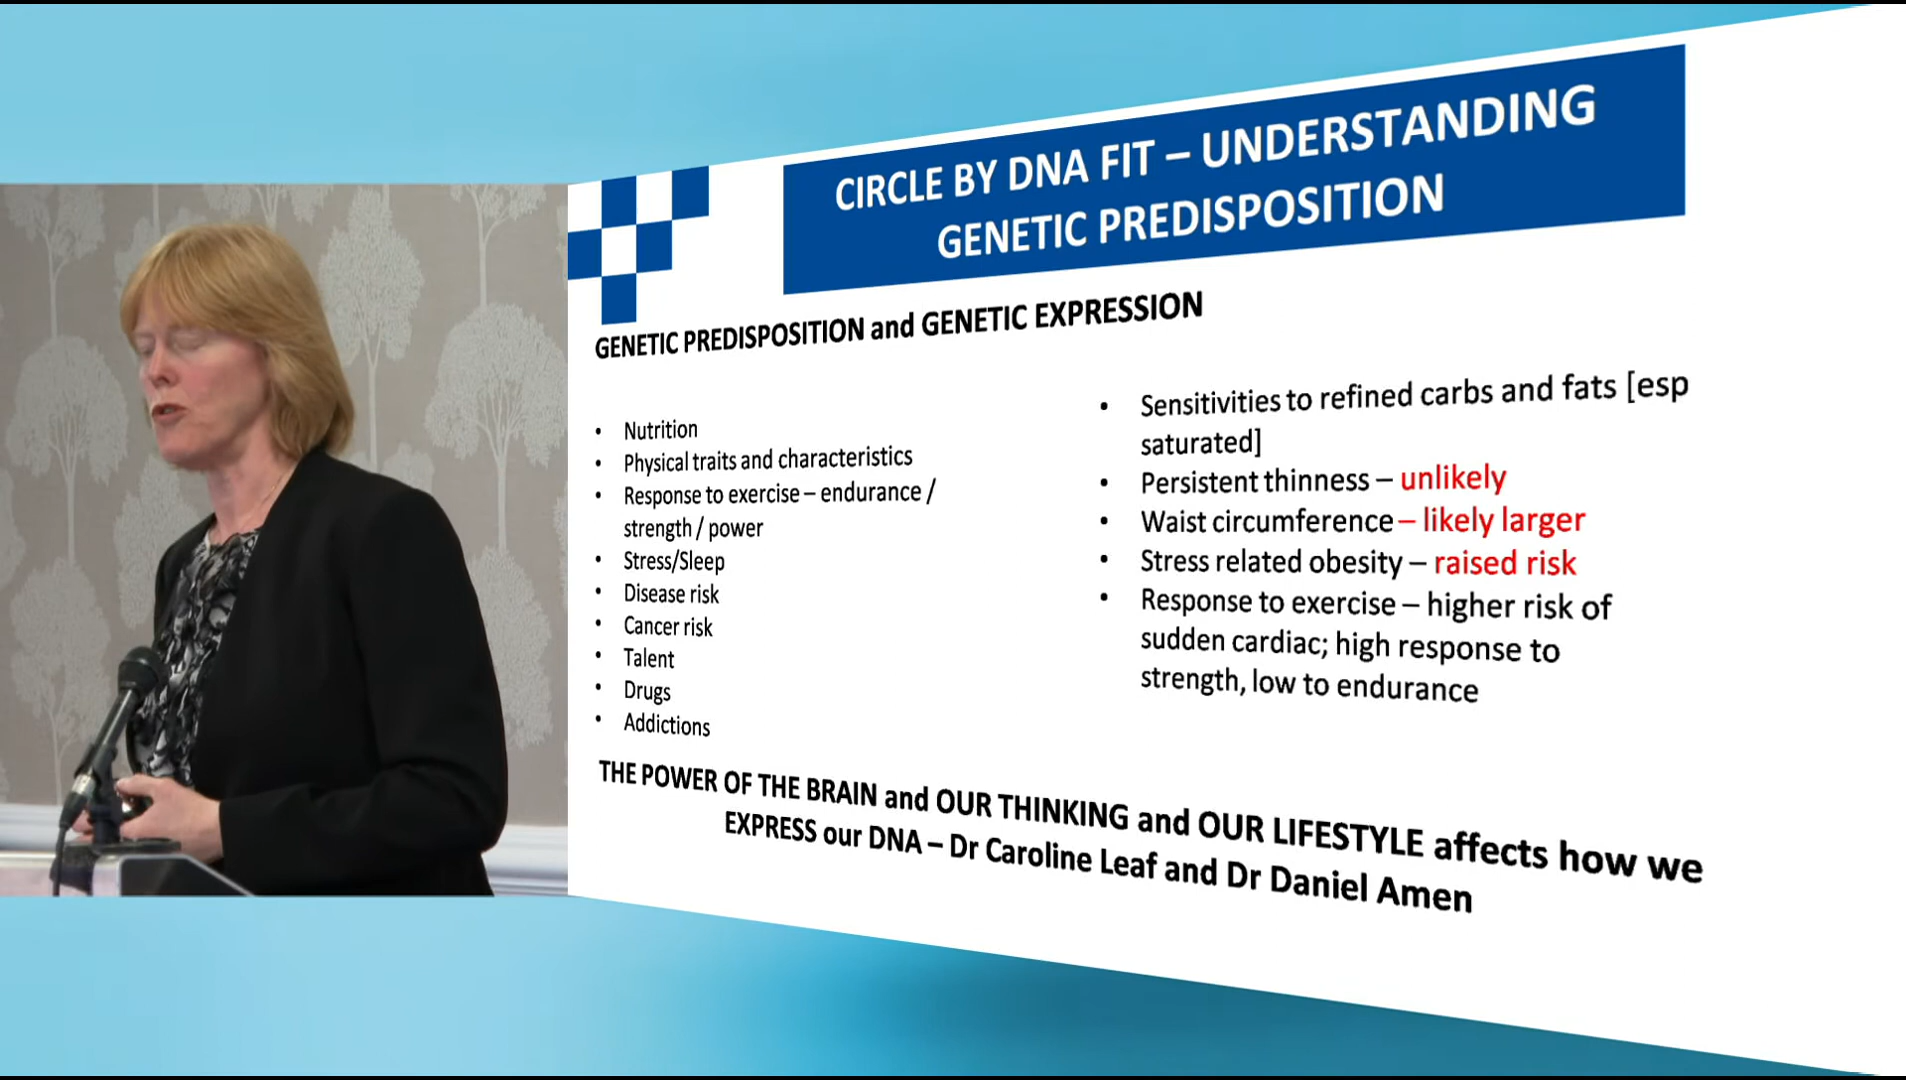 CIRCLE BY DNA FIT – UNDERSTANDING
GENETIC PREDISPOSITION
GENETIC PREDISPOSITION and GENETIC EXPRESSION
• Nutrition
• Physical traits and characteristics
• Response to exercise – endurance /
strength / power
• Stress/Sleep
• Disease risk
• Cancer risk
• Talent
• Drugs
• Addictions
• Sensitivities to refined carbs and fats [esp
saturated]
• Persistent thinness – unlikely
• Waist circumference – likely larger
• Stress related obesity – raised risk
• Response to exercise – higher risk of
sudden cardiac; high response to
strength, low to endurance
THE POWER OF THE BRAIN and OUR THINKING and OUR LIFESTYLE affects how we
EXPRESS our DNA – Dr Caroline Leaf and Dr Daniel Amen